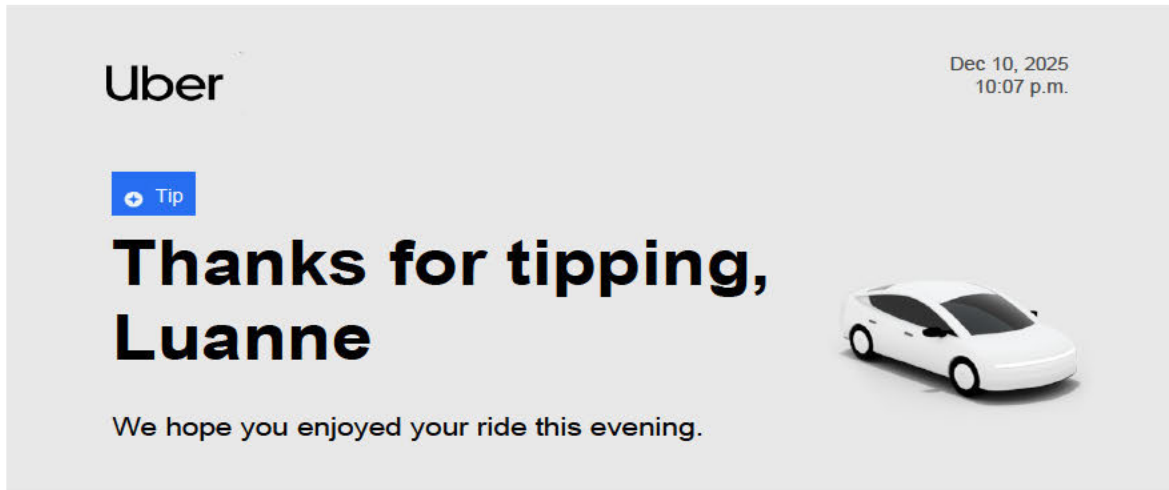 Uber
Dec 10, 2025
10:07 p.m.
Tip
Thanks for tipping,
Luanne
We hope you enjoyed your ride this evening.